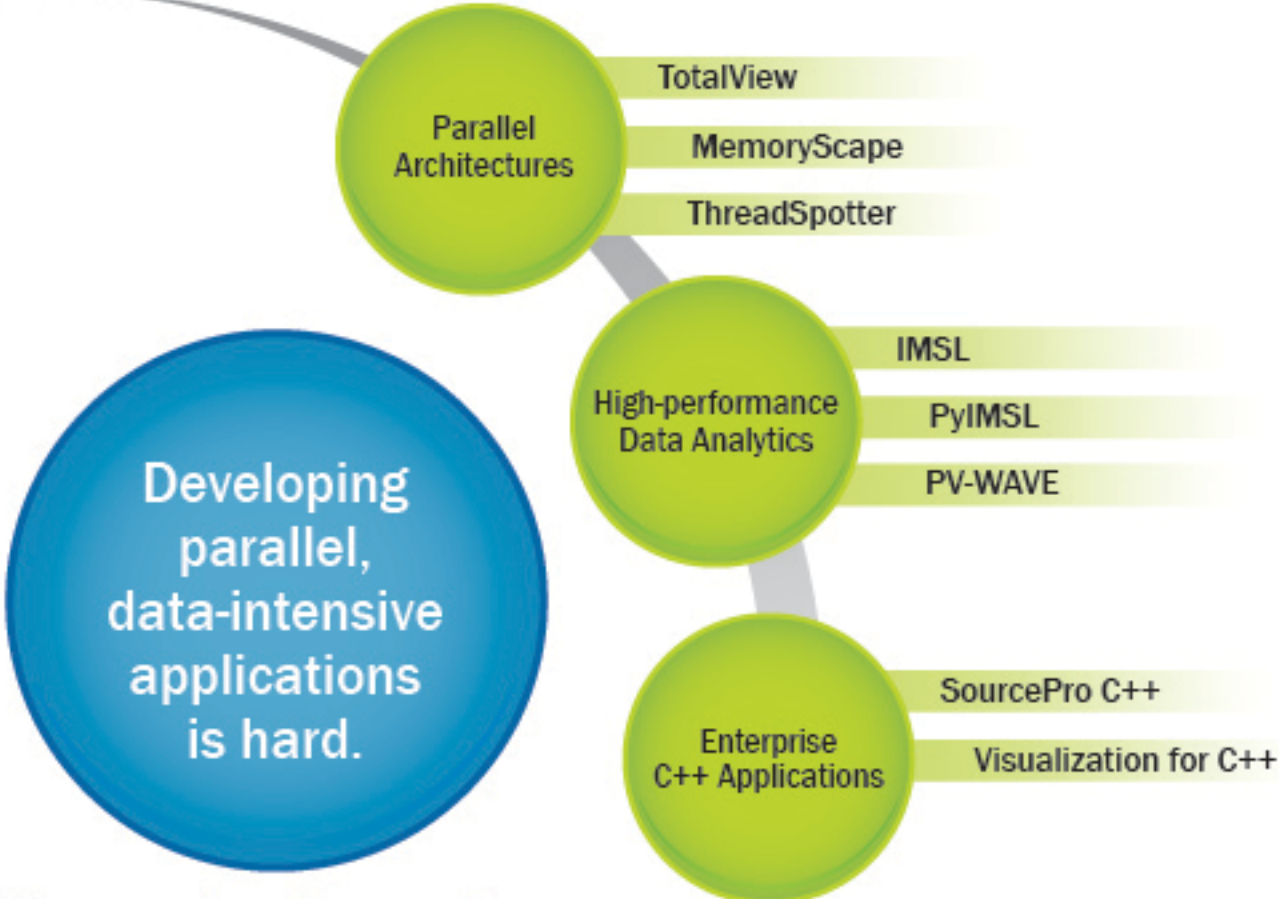 Parallel
Architectures
TotalView
MemoryScape
ThreadSpotter
High-performance
Data Analytics
IMSL
PyIMSL
PV-WAVE
Developing
parallel,
data-intensive
applications
is hard.
Enterprise
C++ Applications
SourcePro C++
Visualization for C++